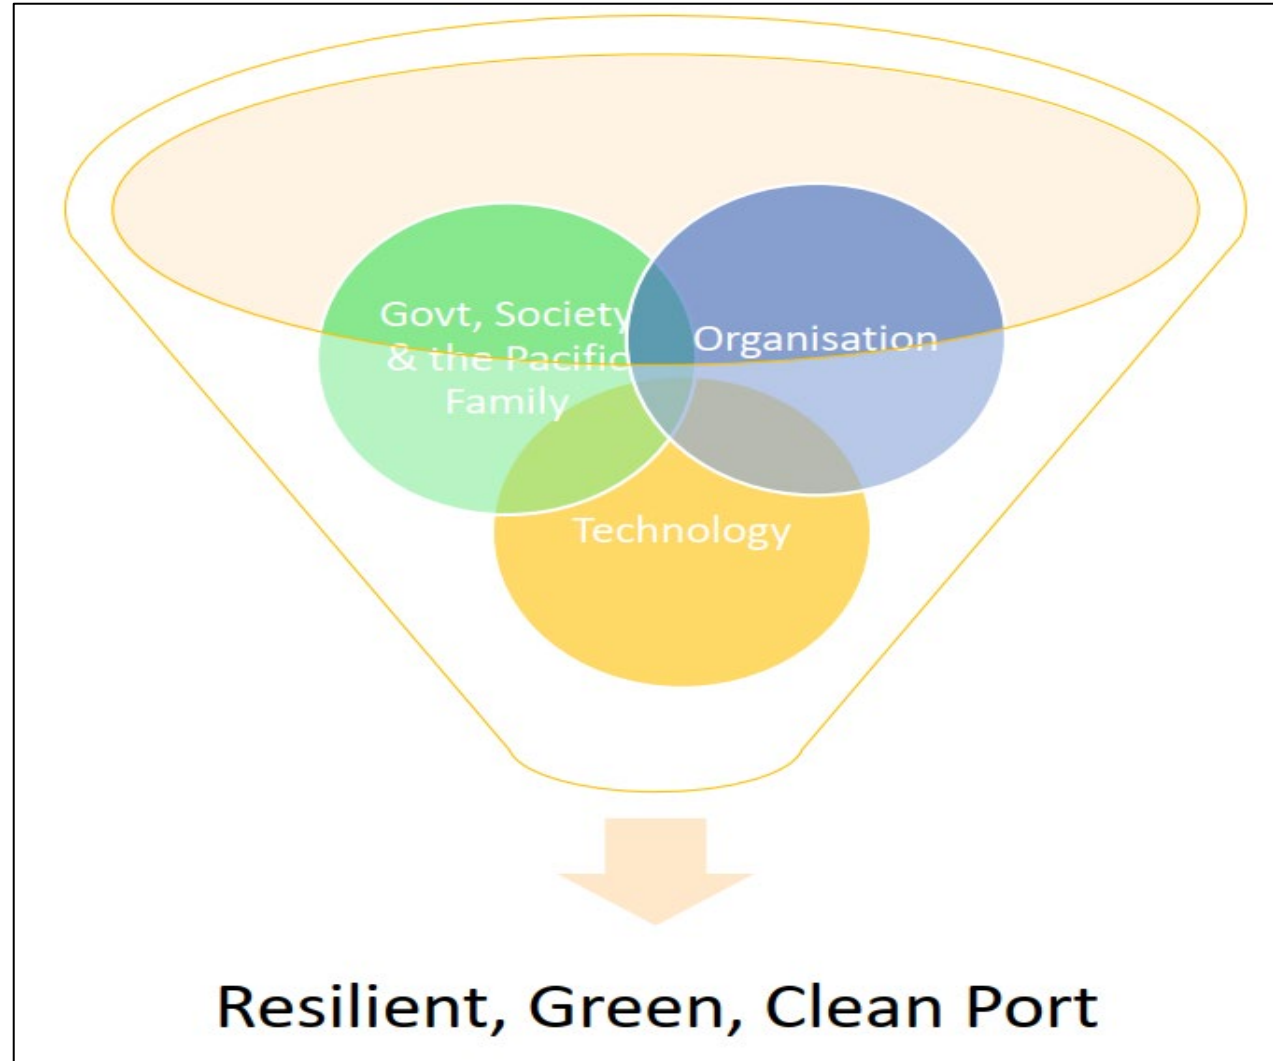 Govt, Society
& the Pacific
Family
Organisation
Technology
Resilient, Green, Clean Port